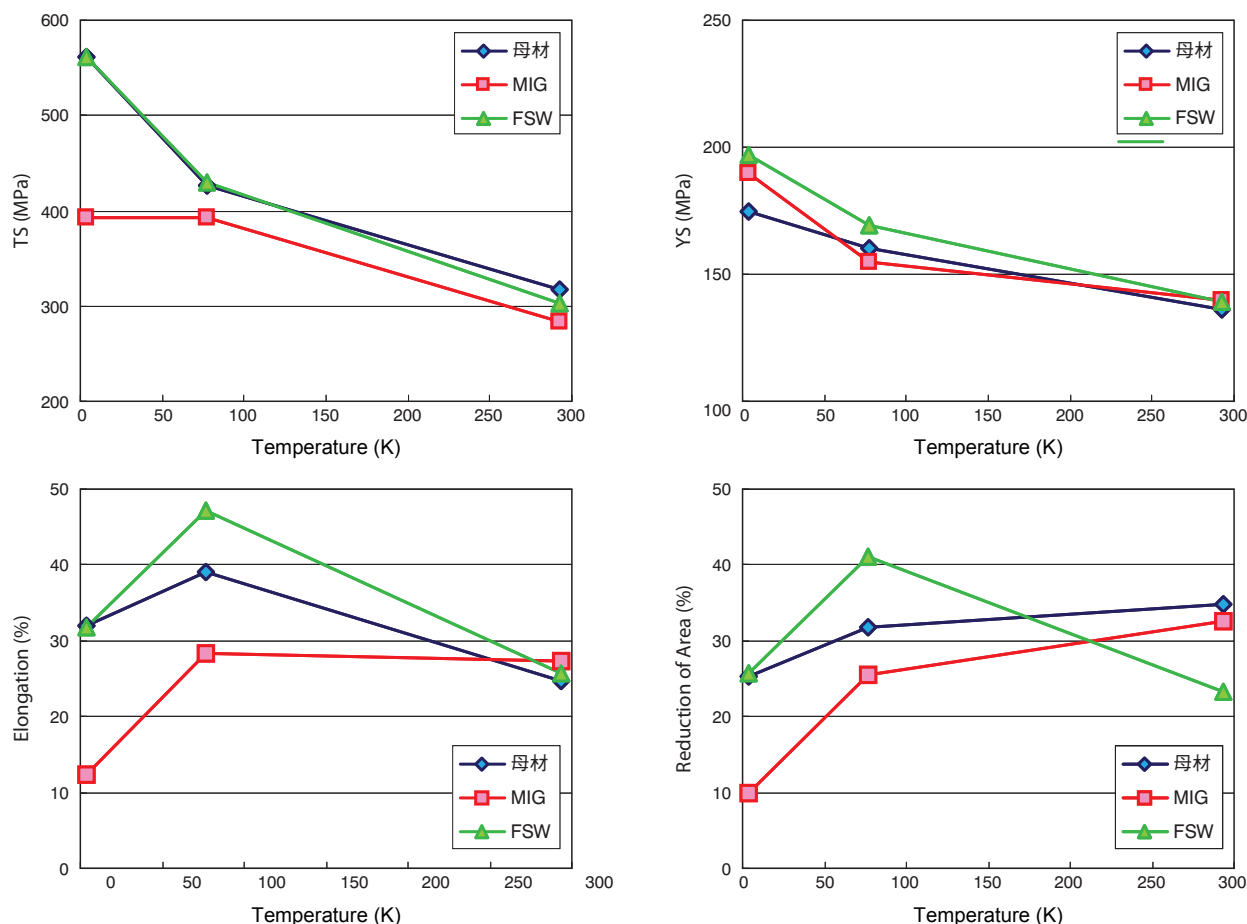 600
500
400
300
200
TS (MPa)
母材
MIG
FSW
0 50 100 150 200 250 300
Temperature (K)
250
200
150
100
YS (MPa)
母材
MIG
FSW
0 50 100 150 200 250 300
Temperature (K)
50
40
30
20
10
0
Elongation (%)
母材
MIG
FSW
0 50 100 150 200 250 300
Temperature (K)
50
40
30
20
10
0
Reduction of Area (%)
母材
MIG
FSW
0 50 100 150 200 250 300
Temperature (K)